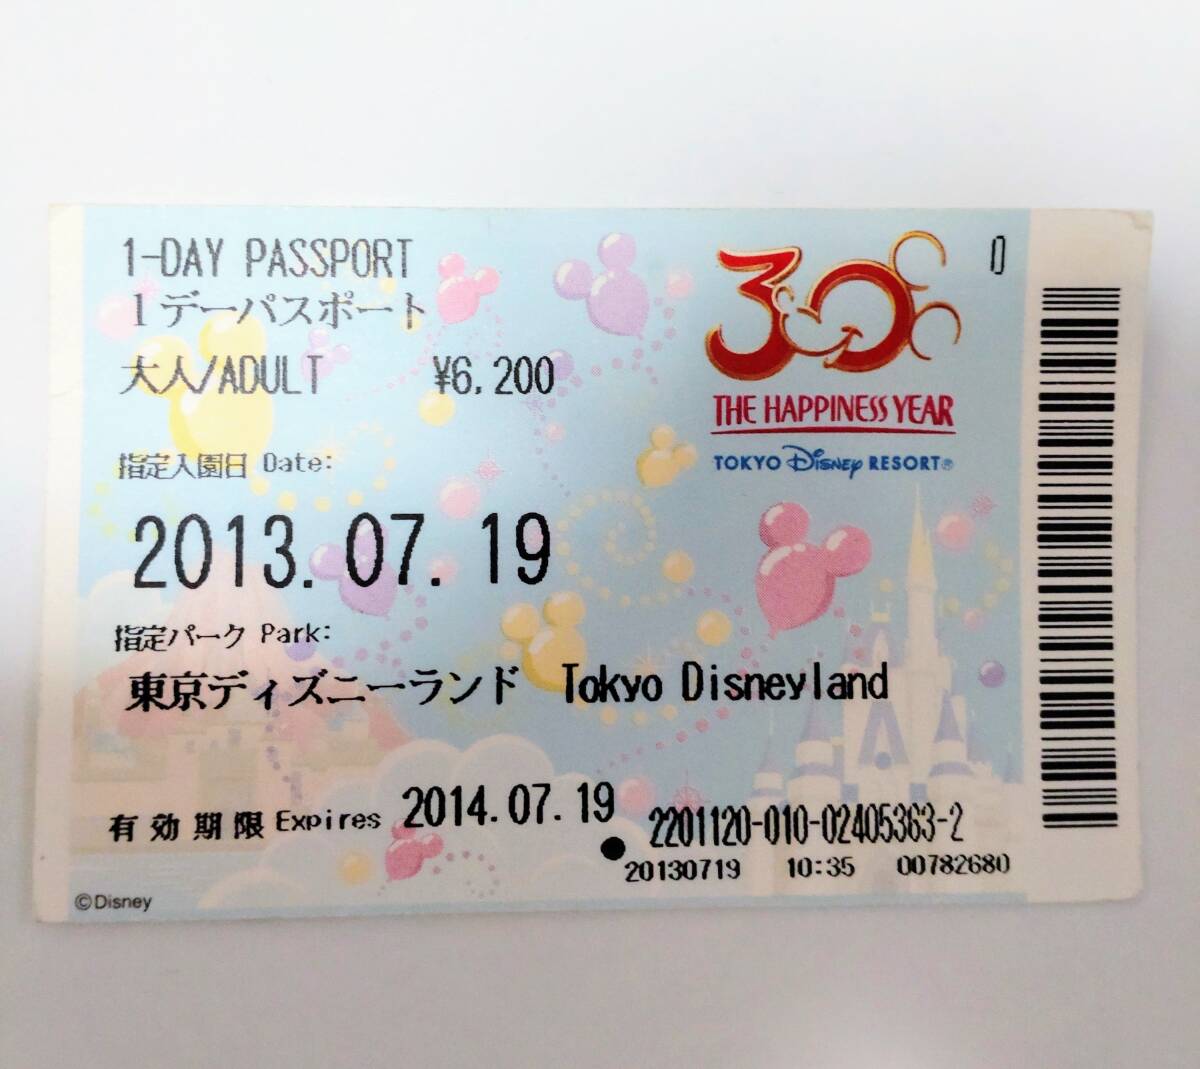 1-DAY PASSPORT
1デーパスポート
大人/ADULT ¥6,200
指定入園日 Date:
2013.07.19
指定パーク Park:
東京ディズニーランド Tokyo Disneyland
有効期限 Expires 2014.07.19
2201120-010-02405363-2
20130719 10:35 00782680
©Disney
0
30
THE HAPPINESS YEAR
TOKYO Disney RESORT®